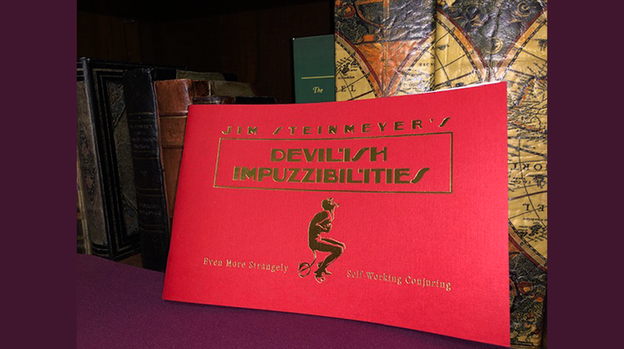 The
JIM STEINMEYER'S
DEVILISH
IMPUZZIBILITIES
Even More Strangely
Self-Working Conjuring